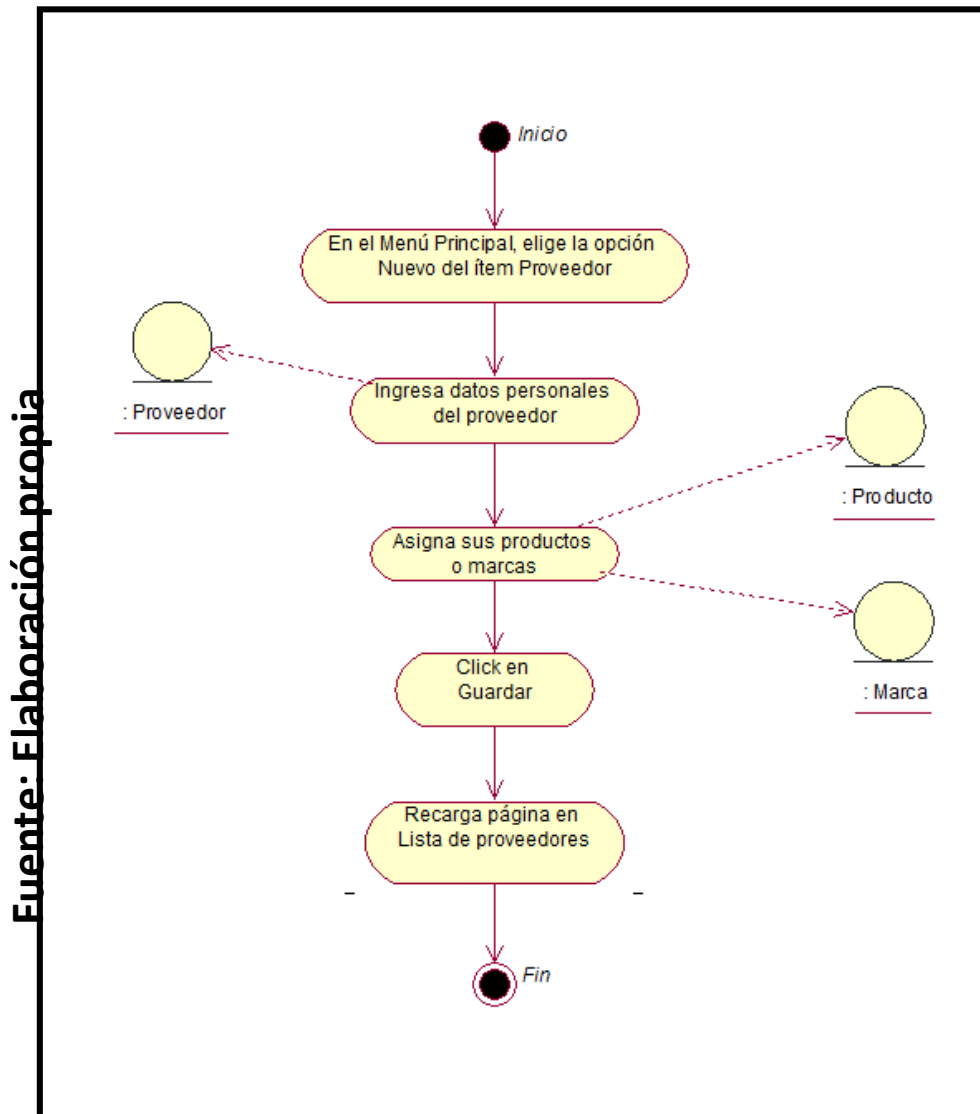 Inicio
En el Menú Principal, elige la opción
Nuevo del ítem Proveedor
: Proveedor
Ingresa datos personales
del proveedor
: Producto
Asigna sus productos
o marcas
: Marca
Click en
Guardar
Recarga página en
Lista de proveedores
Fin
Fuente: Elaboración propia